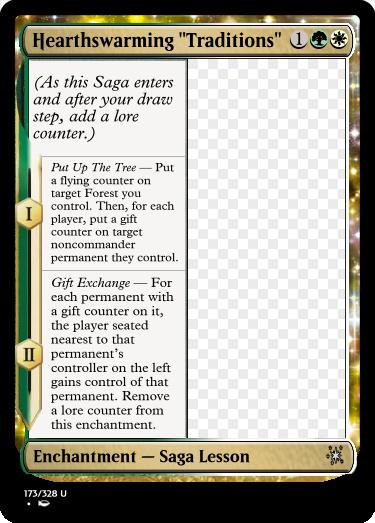 Hearthswarming "Traditions" 1
(As this Saga enters
and after your draw
step, add a lore
counter.)
I
Put Up The Tree — Put
a flying counter on
target Forest you
control. Then, for each
player, put a gift
counter on target
noncommander
permanent they control.
II
Gift Exchange — For
each permanent with
a gift counter on it,
the player seated
nearest to that
permanent's
controller on the left
gains control of that
permanent. Remove
a lore counter from
this enchantment.
Enchantment — Saga Lesson
173/328 U